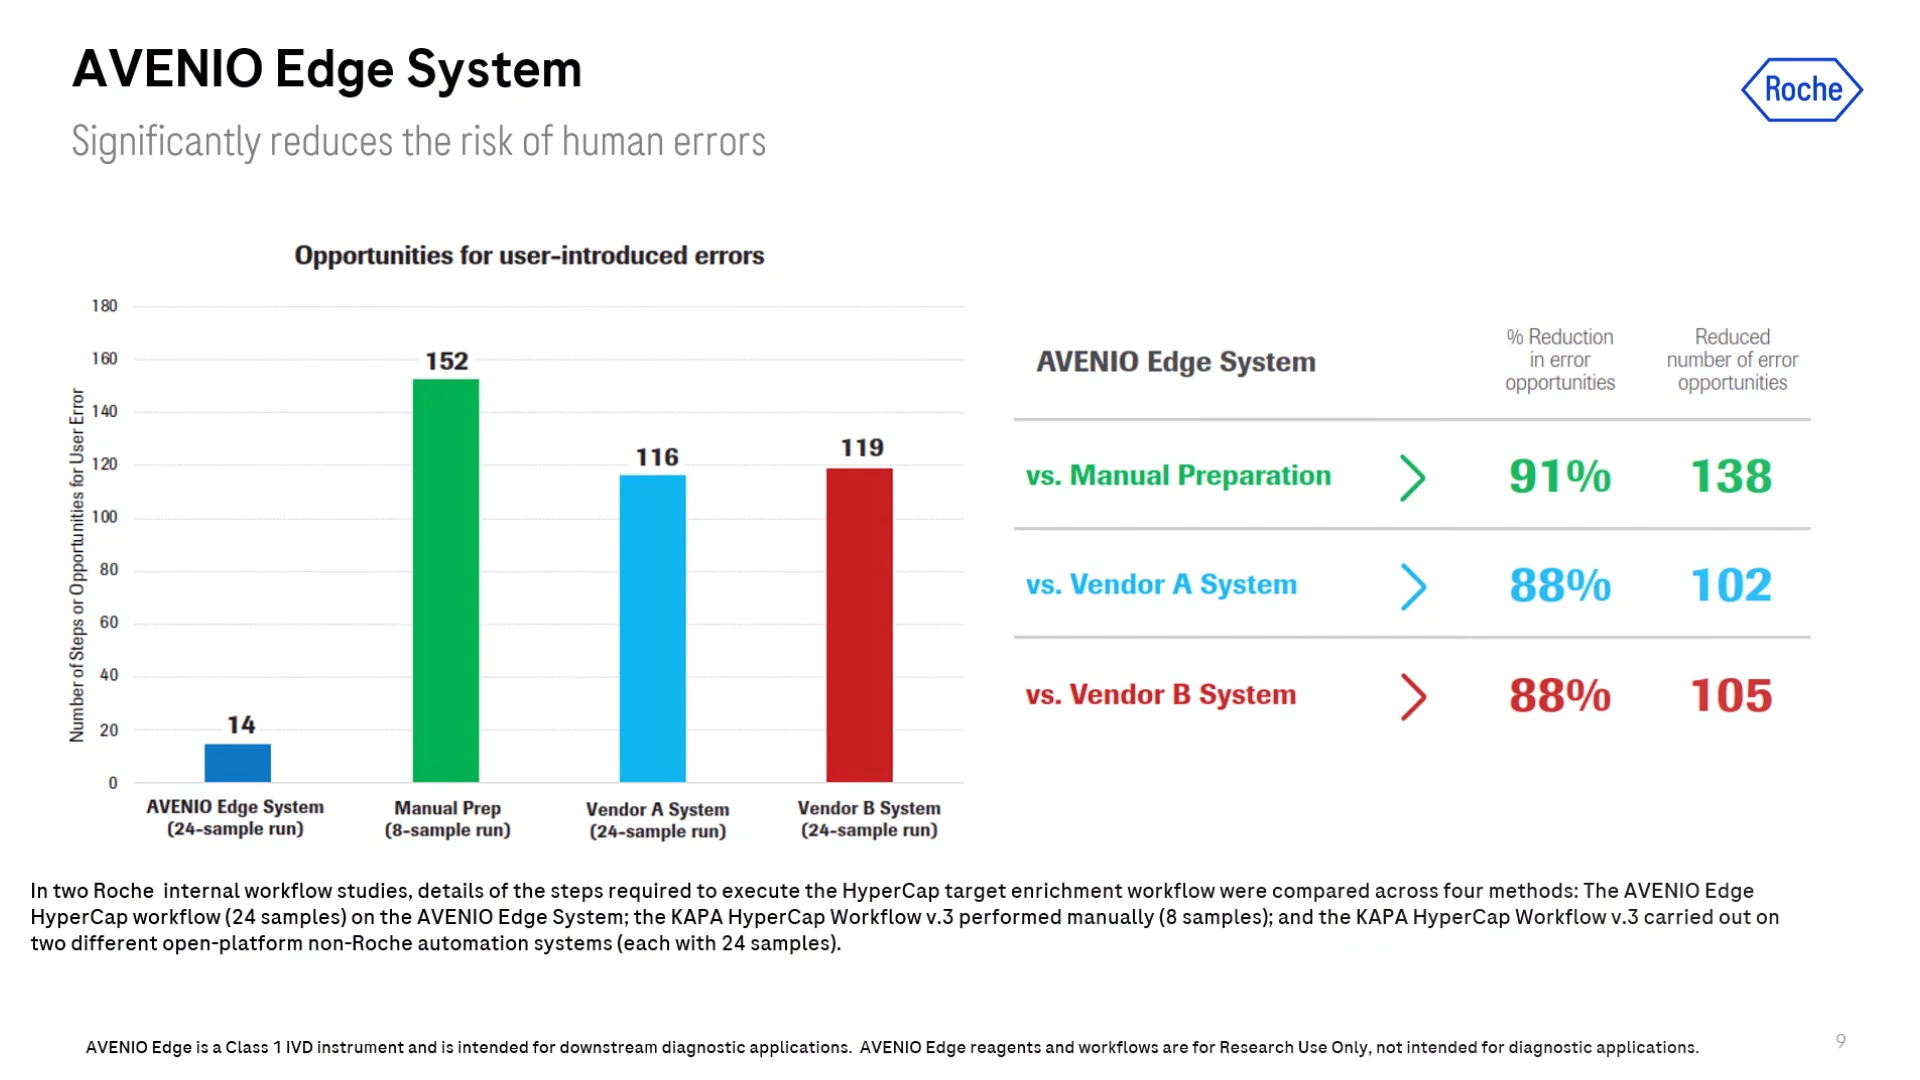 AVENIO Edge System
Significantly reduces the risk of human errors
Roche
Opportunities for user-introduced errors
Number of Steps or Opportunities for User Error
180
160
140
120
100
80
60
40
20
0
14
152
116
119
AVENIO Edge System
(24-sample run)
Manual Prep
(8-sample run)
Vendor A System
(24-sample run)
Vendor B System
(24-sample run)
AVENIO Edge System
% Reduction
in error
opportunities
Reduced
number of error
opportunities
vs. Manual Preparation 91% 138
vs. Vendor A System 88% 102
vs. Vendor B System 88% 105
In two Roche internal workflow studies, details of the steps required to execute the HyperCap target enrichment workflow were compared across four methods: The AVENIO Edge
HyperCap workflow (24 samples) on the AVENIO Edge System; the KAPA HyperCap Workflow v.3 performed manually (8 samples); and the KAPA HyperCap Workflow v.3 carried out on
two different open-platform non-Roche automation systems (each with 24 samples).
AVENIO Edge is a Class 1 IVD instrument and is intended for downstream diagnostic applications. AVENIO Edge reagents and workflows are for Research Use Only, not intended for diagnostic applications.
9